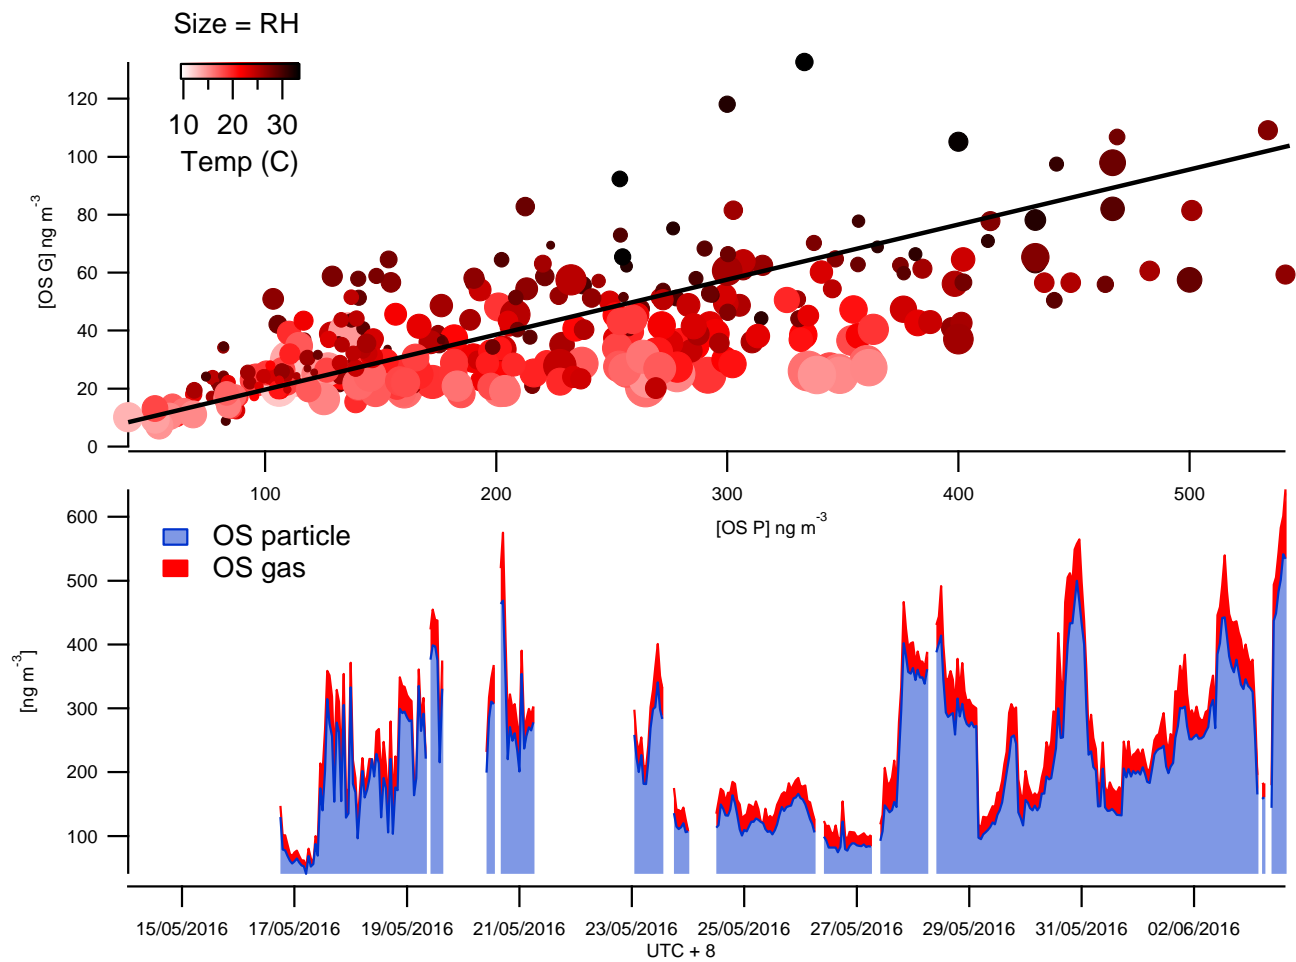 Size = RH
10 20 30
Temp (C)
120
100
80
60
40
20
0
[OS G] ng m-3
100 200 300 400 500
[OS P] ng m-3
OS particle
OS gas
600
500
400
300
200
100
[ng m-3]
15/05/2016 17/05/2016 19/05/2016 21/05/2016 23/05/2016 25/05/2016 27/05/2016 29/05/2016 31/05/2016 02/06/2016
UTC + 8